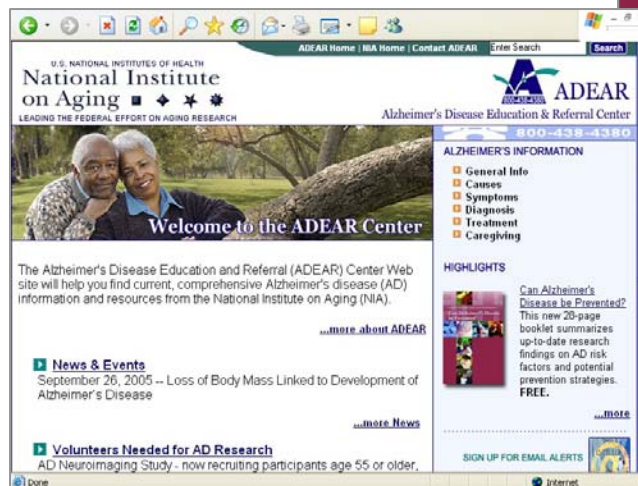 ADEAR Home | NIA Home | Contact ADEAR
Enter Search
Search
U.S. NATIONAL INSTITUTES OF HEALTH
National Institute
on Aging
LEADING THE FEDERAL EFFORT ON AGING RESEARCH
800-438-4380
ADEAR
Alzheimer's Disease Education & Referral Center
800-438-4380
Welcome to the ADEAR Center
The Alzheimer's Disease Education and Referral (ADEAR) Center Web
site will help you find current, comprehensive Alzheimer's disease (AD)
information and resources from the National Institute on Aging (NIA).
...more about ADEAR
News & Events
September 26, 2005 -- Loss of Body Mass Linked to Development of
Alzheimer's Disease
...more News
Volunteers Needed for AD Research
AD Neuroimaging Study - now recruiting participants age 55 or older,
ALZHEIMER'S INFORMATION
General Info
Causes
Symptoms
Diagnosis
Treatment
Caregiving
HIGHLIGHTS
Can Alzheimer's
Disease be Prevented?
This new 28-page
booklet summarizes
up-to-date research
findings on AD risk
factors and potential
prevention strategies.
FREE.
...more
SIGN UP FOR EMAIL ALERTS
Done
Internet